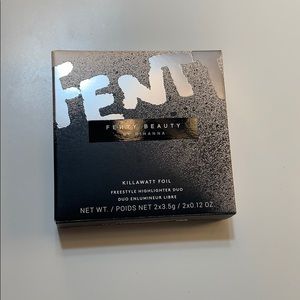 FENTY
FENTY BEAUTY
BY RIHANNA
KILLAWATT FOIL
FREESTYLE HIGHLIGHTER DUO
DUO ENLUMINEUR LIBRE
NET WT. / POIDS NET 2x3.5g / 2x0.12 OZ.